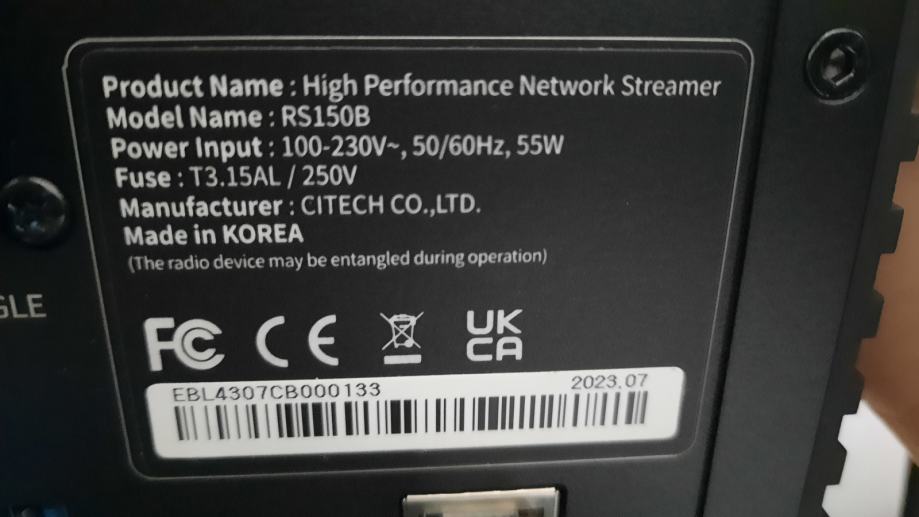 Product Name : High Performance Network Streamer
Model Name : RS150B
Power Input : 100-230V~, 50/60Hz, 55W
Fuse : T3.15AL / 250V
Manufacturer : CITECH CO.,LTD.
Made in KOREA
(The radio device may be entangled during operation)
GLE
FC CE UK CA
EBL4307CB000133 2023.07